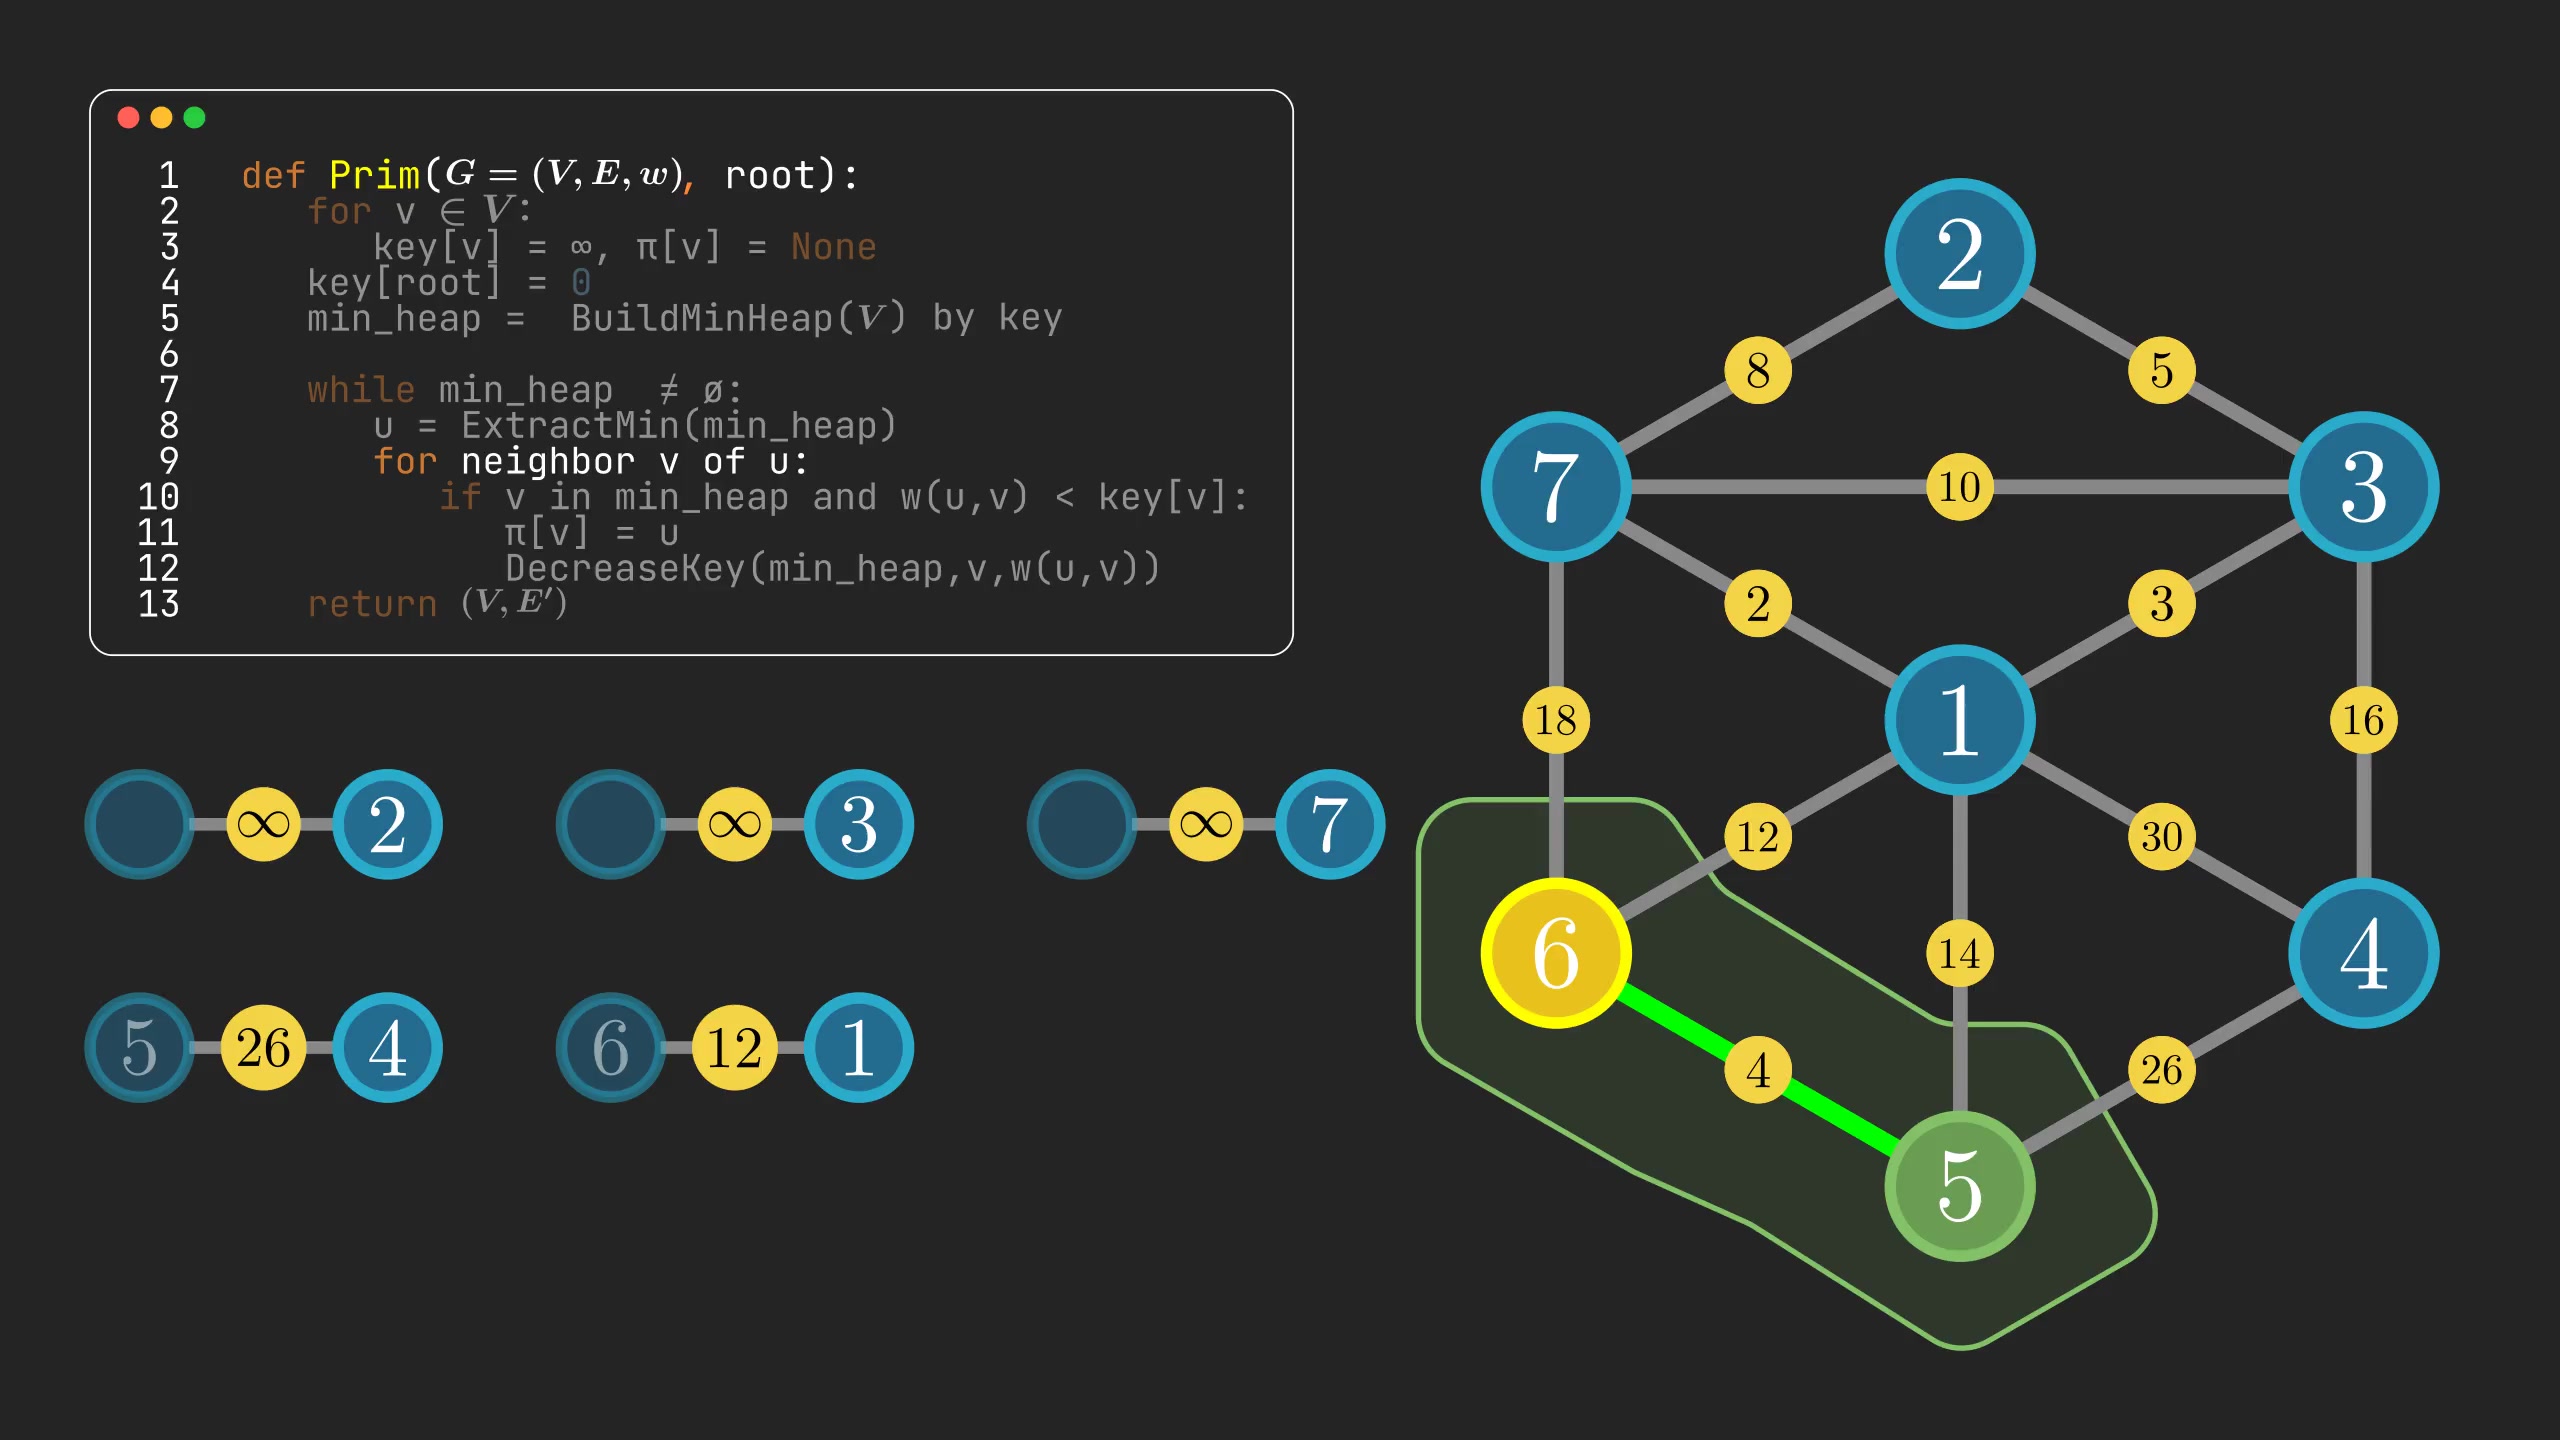 1 def Prim(G = (V, E, w), root):
2 for v ∈ V:
3 key[v] = ∞, π[v] = None
4 key[root] = 0
5 min_heap = BuildMinHeap(V) by key
6
7 while min_heap ≠ ø:
8 u = ExtractMin(min_heap)
9 for neighbor v of u:
10 if v in min_heap and w(u,v) < key[v]:
11 π[v] = u
12 DecreaseKey(min_heap,v,w(u,v))
13 return (V, E′)
∞ 2
∞ 3
∞ 7
5 26 4
6 12 1
2
8 5
7 10 3
2 3
1
18 16
12 30
6 14 4
4 26
5